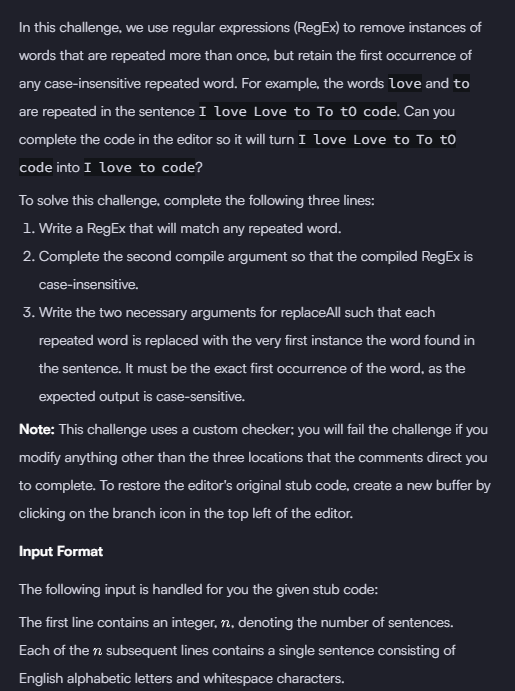 In this challenge, we use regular expressions (RegEx) to remove instances of
words that are repeated more than once, but retain the first occurrence of
any case-insensitive repeated word. For example, the words love and to
are repeated in the sentence I love Love to To tO code. Can you
complete the code in the editor so it will turn I love Love to To tO
code into I love to code?
To solve this challenge, complete the following three lines:
1. Write a RegEx that will match any repeated word.
2. Complete the second compile argument so that the compiled RegEx is
case-insensitive.
3. Write the two necessary arguments for replaceAll such that each
repeated word is replaced with the very first instance the word found in
the sentence. It must be the exact first occurrence of the word, as the
expected output is case-sensitive.
Note: This challenge uses a custom checker; you will fail the challenge if you
modify anything other than the three locations that the comments direct you
to complete. To restore the editor's original stub code, create a new buffer by
clicking on the branch icon in the top left of the editor.
Input Format
The following input is handled for you the given stub code:
The first line contains an integer, n, denoting the number of sentences.
Each of the n subsequent lines contains a single sentence consisting of
English alphabetic letters and whitespace characters.